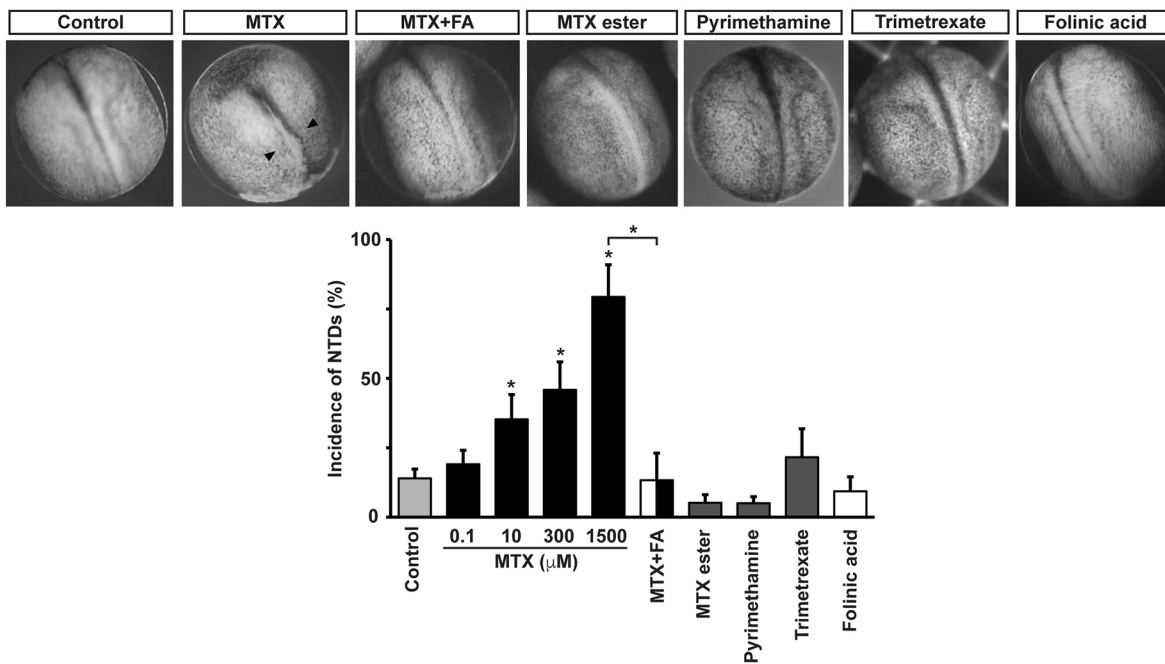 Control
MTX
MTX+FA
MTX ester
Pyrimethamine
Trimetrexate
Folinic acid
Incidence of NTDs (%)
100
50
0
*
*
*
*
Control
0.1 10 300 1500
MTX (μM)
MTX+FA
MTX ester
Pyrimethamine
Trimetrexate
Folinic acid